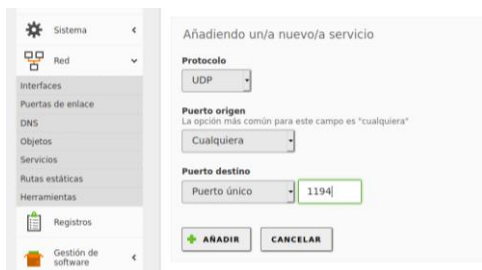 Sistema
Red
Interfaces
Puertas de enlace
DNS
Objetos
Servicios
Rutas estáticas
Herramientas
Registros
Gestión de
software
Añadiendo un/a nuevo/a servicio
Protocolo
UDP
Puerto origen
La opción más común para este campo es "cualquiera"
Cualquiera
Puerto destino
Puerto único
1194
AÑADIR
CANCELAR